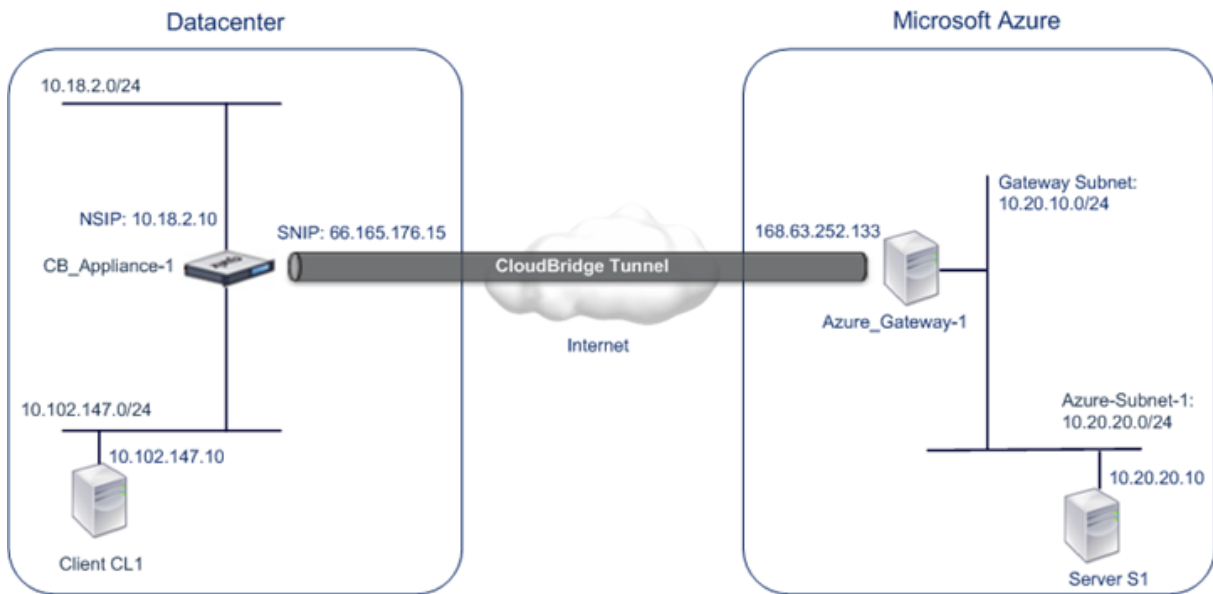 Datacenter
10.18.2.0/24
NSIP: 10.18.2.10
CB_Appliance-1
SNIP: 66.165.176.15
10.102.147.0/24
10.102.147.10
Client CL1
CloudBridge Tunnel
Internet
Microsoft Azure
168.63.252.133
Azure_Gateway-1
Gateway Subnet:
10.20.10.0/24
Azure-Subnet-1:
10.20.20.0/24
10.20.20.10
Server S1